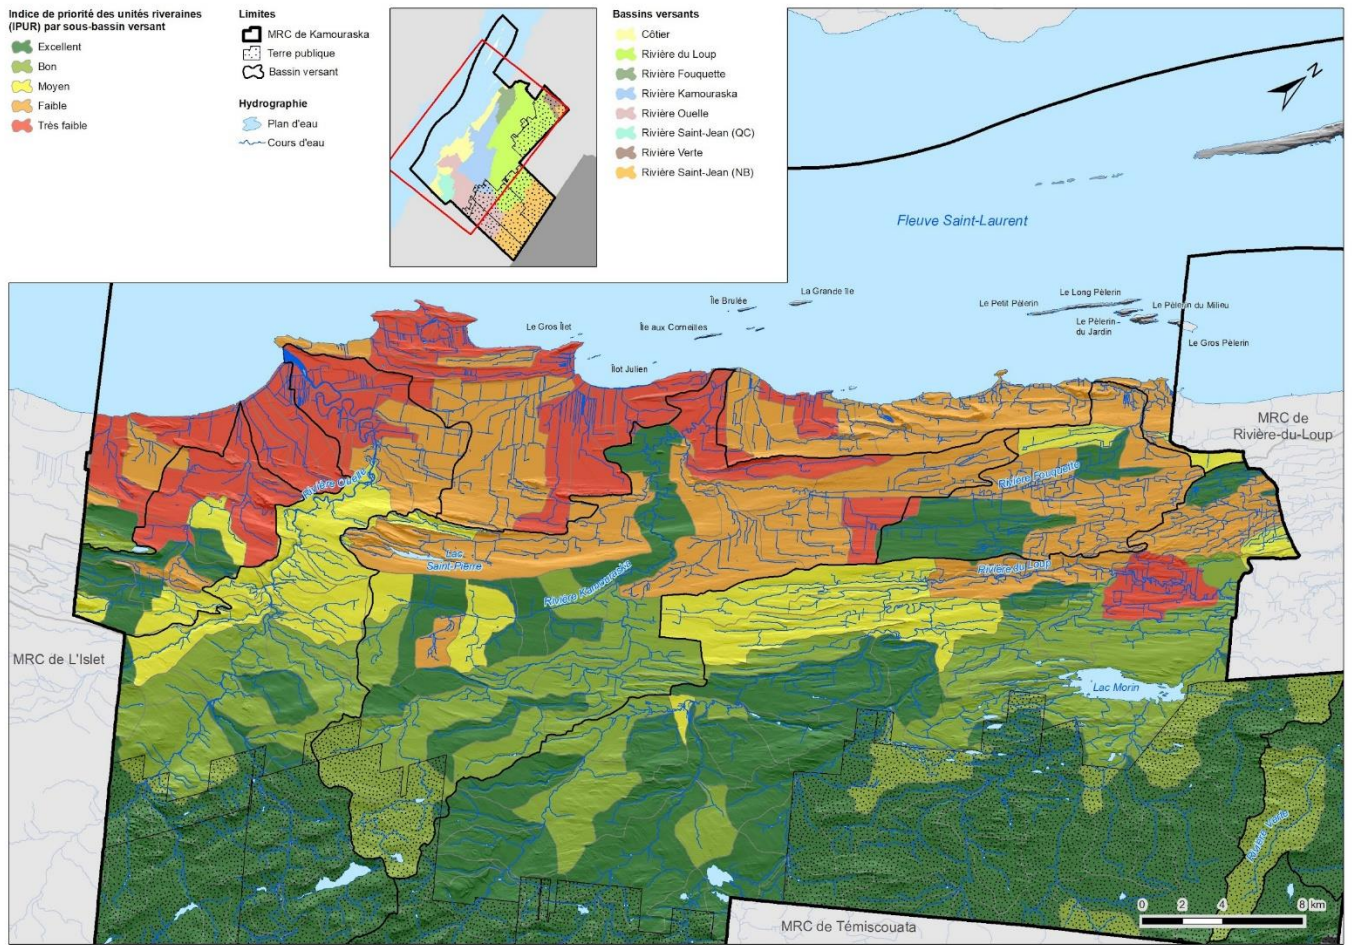 Indice de priorité des unités riveraines
(IPUR) par sous-bassin versant
Excellent
Bon
Moyen
Faible
Très faible
Limites
MRC de Kamouraska
Terre publique
Bassin versant
Hydrographie
Plan d'eau
Cours d'eau
Bassins versants
Côtier
Rivière du Loup
Rivière Fouquette
Rivière Kamouraska
Rivière Ouelle
Rivière Saint-Jean (QC)
Rivière Verte
Rivière Saint-Jean (NB)
N
Fleuve Saint-Laurent
La Grande île
Île Brulée
Le Long Pèlerin
Le Petit Pèlerin
Le Pèlerin du Milieu
Le Gros Îlet
Île aux Corneilles
Le Pèlerin
du Jardin
Le Gros Pèlerin
Îlot Julien
MRC de
Rivière-du-Loup
Rivière Ouelle
Rivière Fouquette
Lac
Saint-Pierre
Rivière Kamouraska
Rivière du Loup
MRC de L'Islet
Lac Morin
Rivière Verte
0 2 4 8 km
MRC de Témiscouata